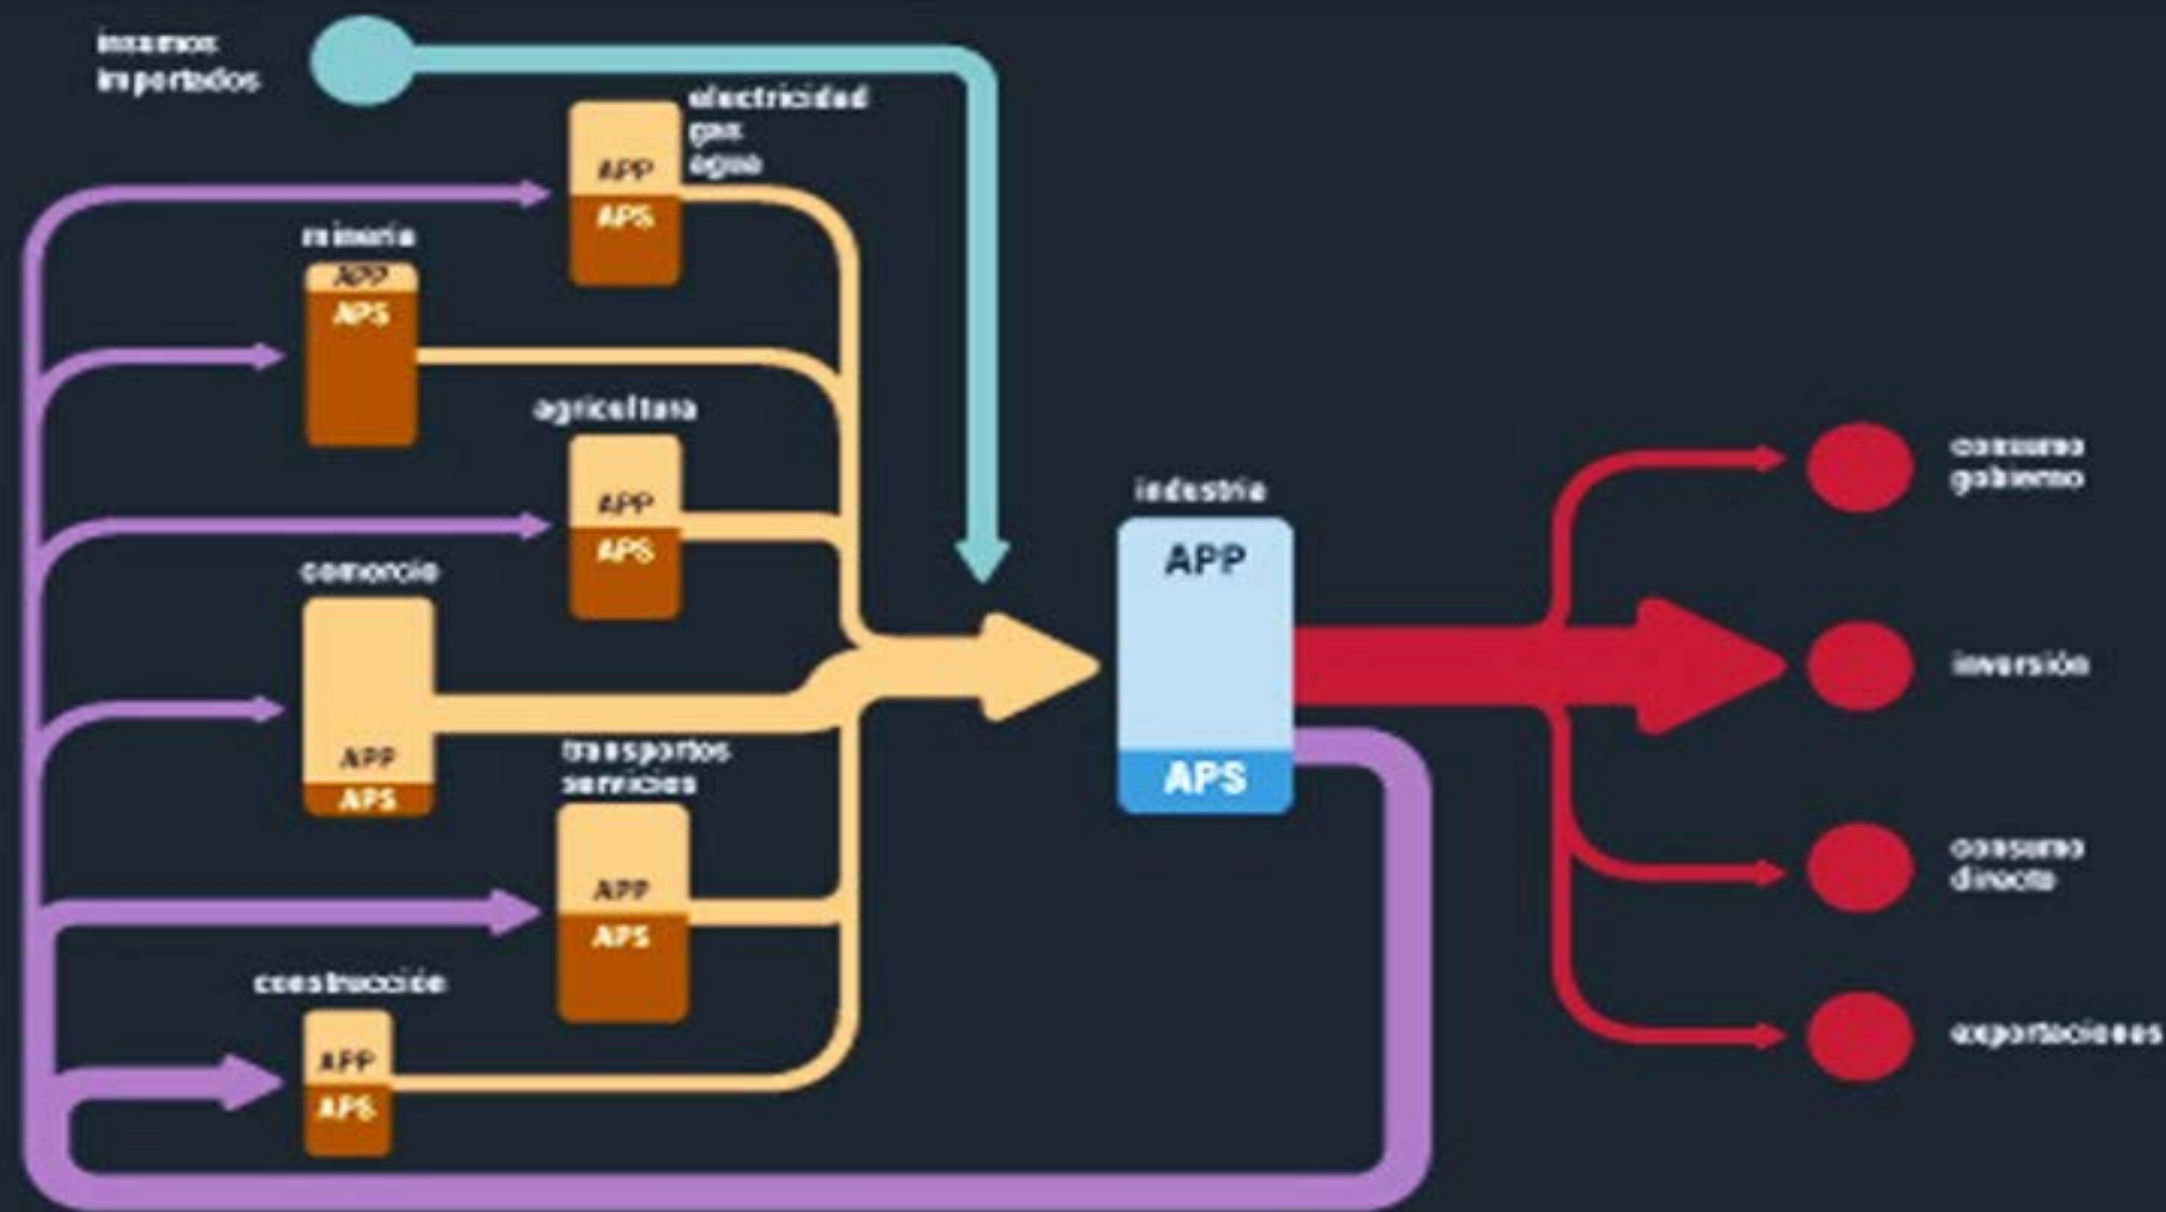 insumos
importados
electricidad
gas
agua
APP
APS
minería
APP
APS
agricultura
APP
APS
comercio
APP
APS
transportes
servicios
APP
APS
construcción
APP
APS
industria
APP
APS
consumo
gobierno
inversión
consumo
directo
exportaciones